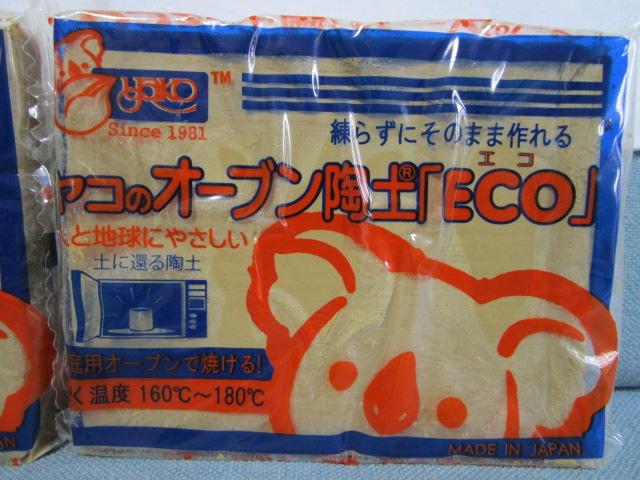 YAKO™
Since 1981
練らずにそのまま作れる
エコ
ヤコのオーブン陶土®「ECO」
と地球にやさしい
土に還る陶土
庭用オーブンで焼ける!
く温度 160℃〜180℃
MADE IN JAPAN
AN